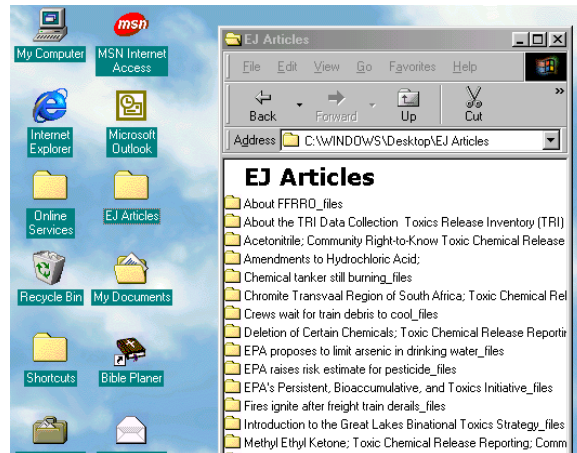 msn
My Computer
MSN Internet
Access
Internet
Explorer
Microsoft
Outlook
Online
Services
EJ Articles
Recycle Bin
My Documents
Shortcuts
Bible Planer
EJ Articles
File Edit View Go Favorites Help
Back Forward Up Cut »
Address C:\WINDOWS\Desktop\EJ Articles
EJ Articles
About FFRRO_files
About the TRI Data Collection Toxics Release Inventory (TRI)
Acetonitrile; Community Right-to-Know Toxic Chemical Release
Amendments to Hydrochloric Acid;
Chemical tanker still burning_files
Chromite Transvaal Region of South Africa; Toxic Chemical Rel
Crews wait for train debris to cool_files
Deletion of Certain Chemicals; Toxic Chemical Release Reportin
EPA proposes to limit arsenic in drinking water_files
EPA raises risk estimate for pesticide_files
EPA's Persistent, Bioaccumulative, and Toxics Initiative_files
Fires ignite after freight train derails_files
Introduction to the Great Lakes Binational Toxics Strategy_files
Methyl Ethyl Ketone; Toxic Chemical Release Reporting; Comm